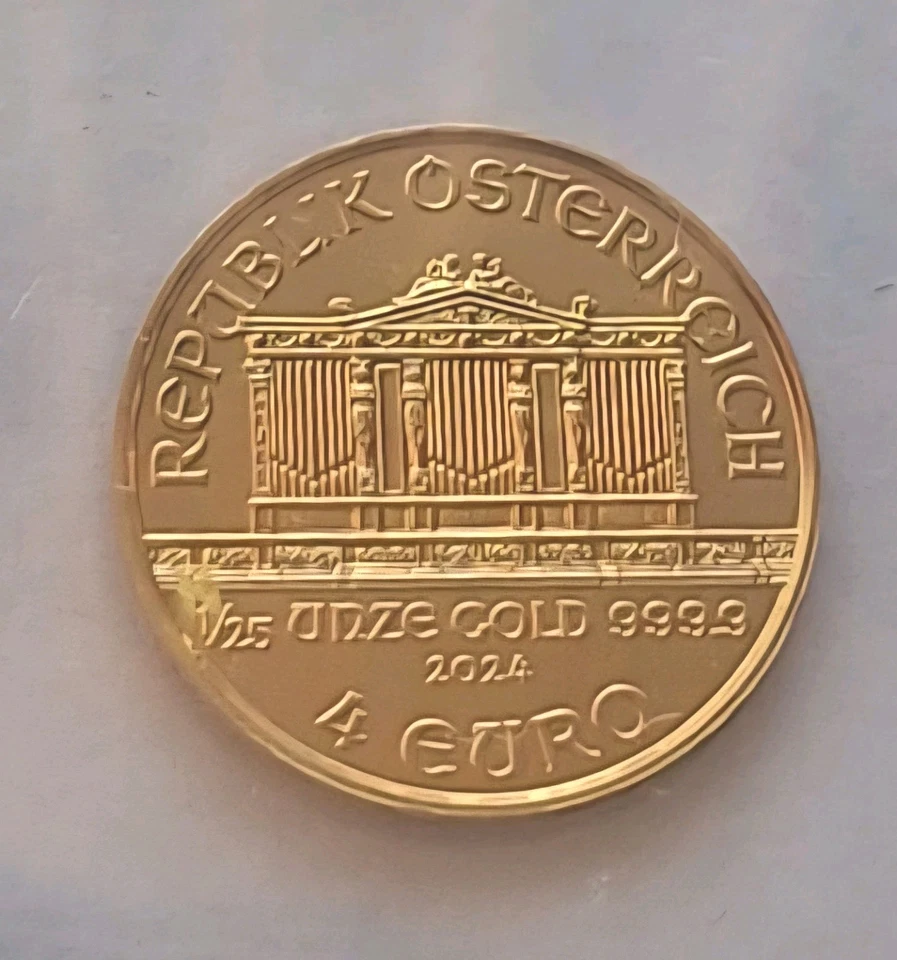 REPUBLIK ÖSTERREICH
1/25 UNZE GOLD 999.9
2024
4 EURO